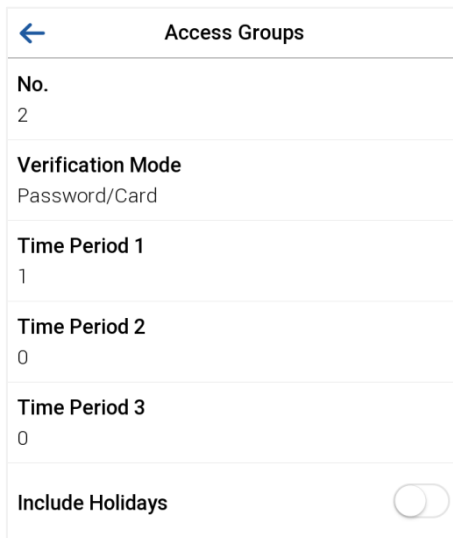 Access Groups
No.
2
Verification Mode
Password/Card
Time Period 1
1
Time Period 2
0
Time Period 3
0
Include Holidays